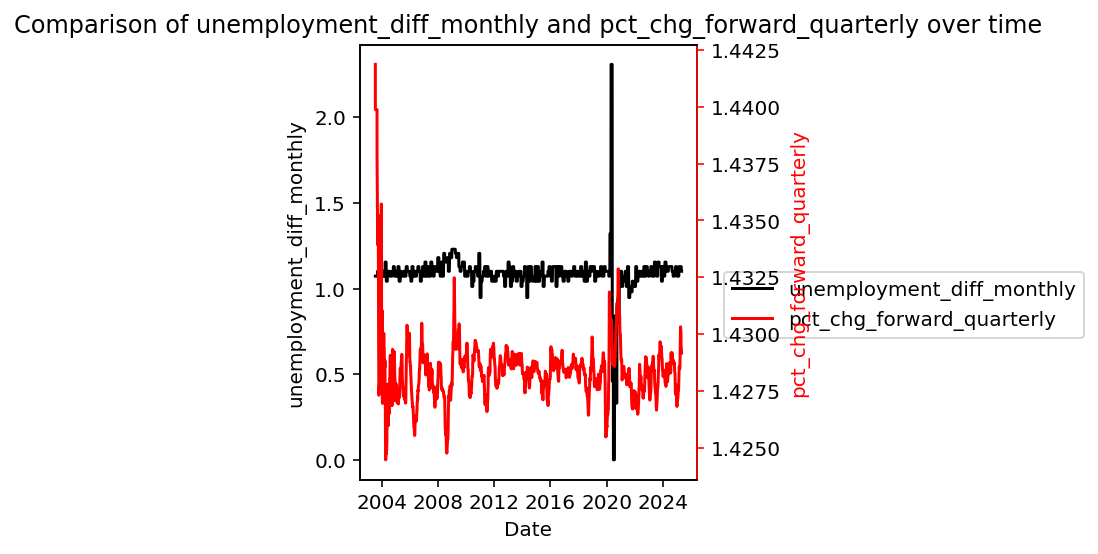 Comparison of unemployment_diff_monthly and pct_chg_forward_quarterly over time
unemployment_diff_monthly
2.0
1.5
1.0
0.5
0.0
1.4425
1.4400
1.4375
1.4350
1.4325
1.4300
1.4275
1.4250
pct_chg_forward_quarterly
unemployment_diff_monthly
pct_chg_forward_quarterly
2004 2008 2012 2016 2020 2024
Date